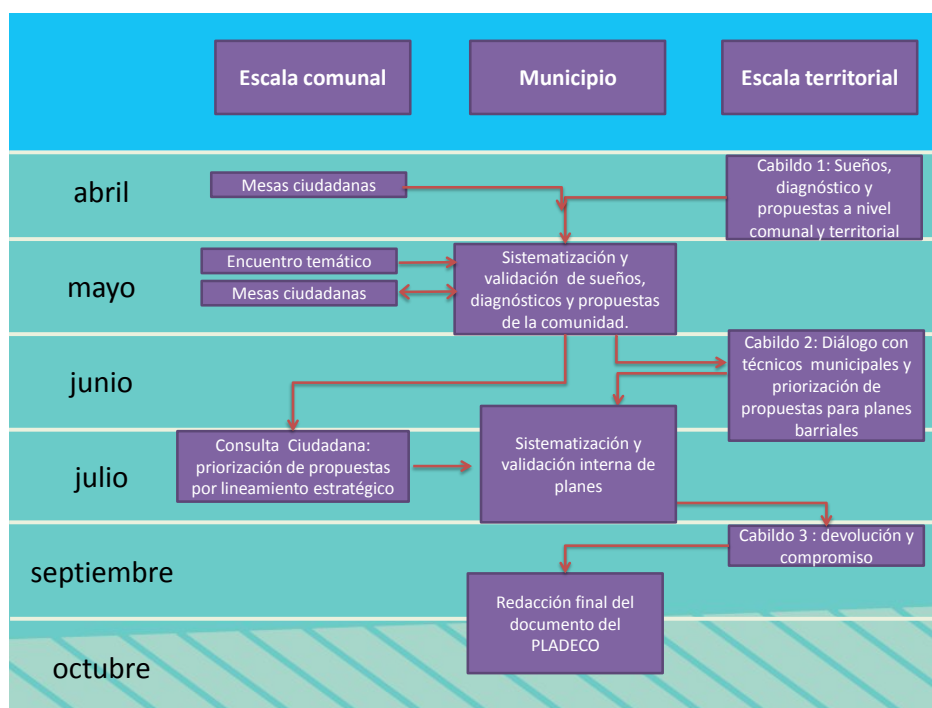 Escala comunal
Municipio
Escala territorial
abril
Mesas ciudadanas
Cabildo 1: Sueños,
diagnóstico y
propuestas a nivel
comunal y territorial
mayo
Encuentro temático
Mesas ciudadanas
Sistematización y
validación de sueños,
diagnósticos y propuestas
de la comunidad.
junio
Cabildo 2: Diálogo con
técnicos municipales y
priorización de
propuestas para planes
barriales
julio
Consulta Ciudadana:
priorización de propuestas
por lineamiento estratégico
Sistematización y
validación interna de
planes
septiembre
Cabildo 3 : devolución y
compromiso
Redacción final del
documento del
PLADECO
octubre